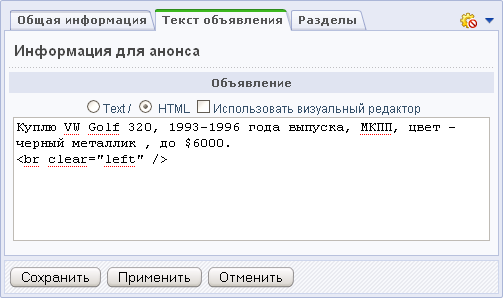 Общая информация Текст объявления Разделы
Информация для анонса
Объявление
Text / HTML Использовать визуальный редактор
Куплю VW Golf 320, 1993-1996 года выпуска, МКПП, цвет -
черный металлик , до $6000.
<br clear="left" />
Сохранить Применить Отменить